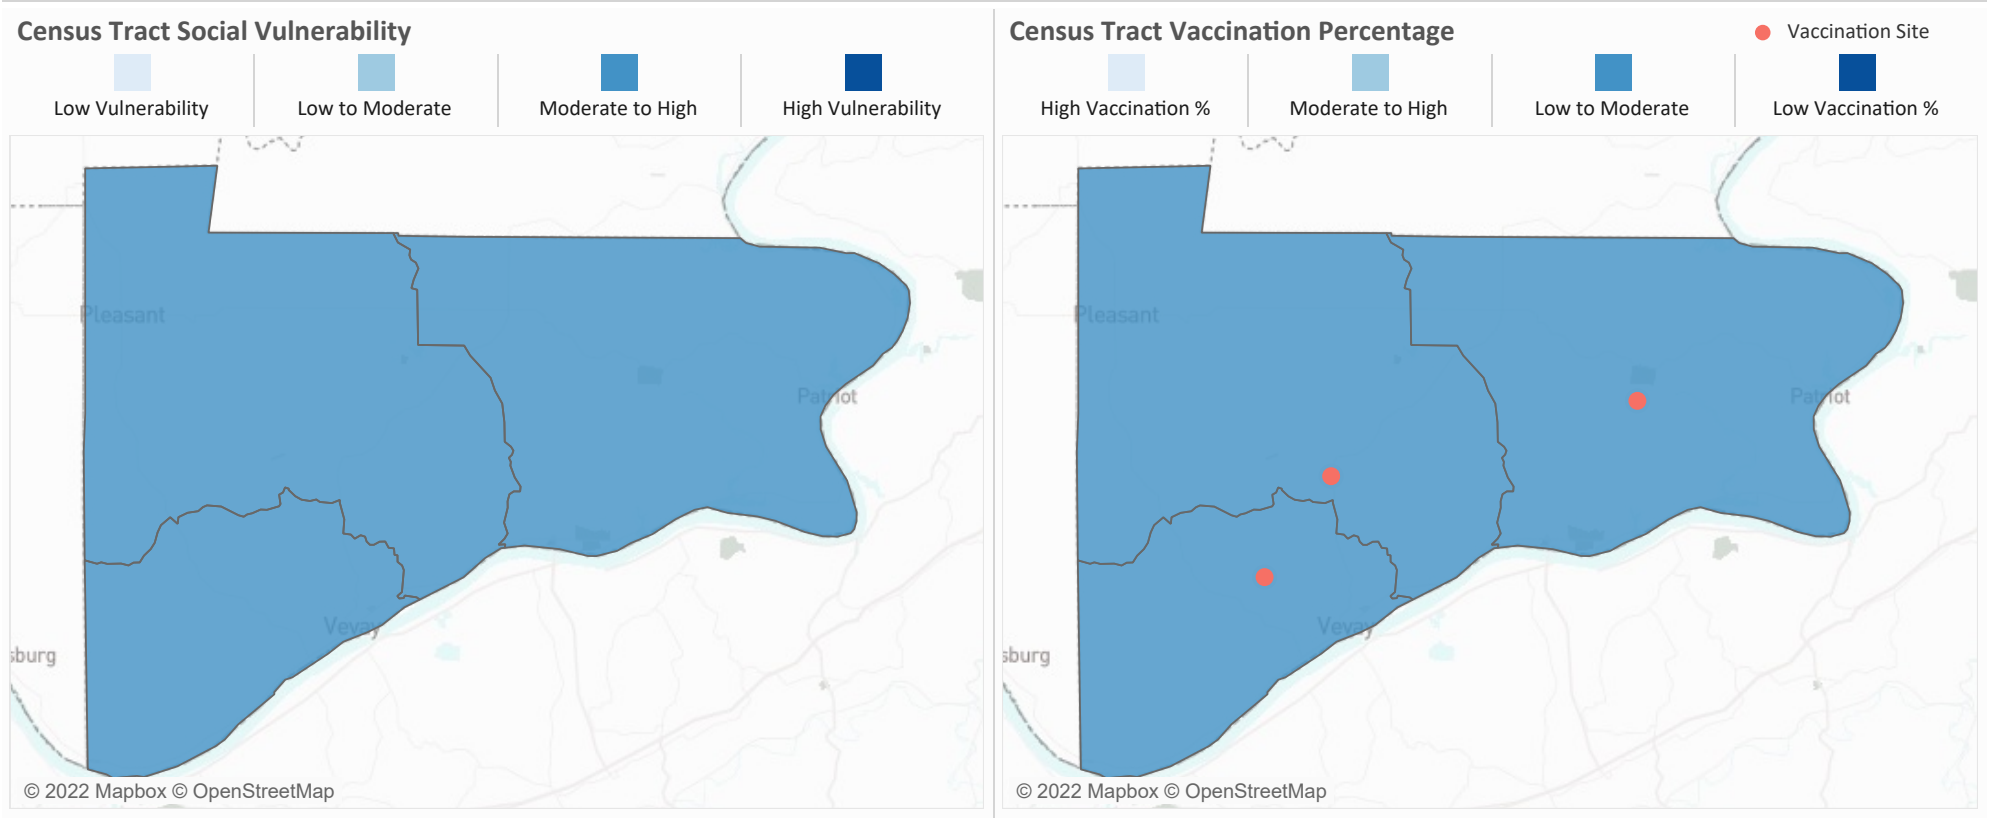 Census Tract Social Vulnerability
Low Vulnerability
Low to Moderate
Moderate to High
High Vulnerability
Pleasant
Patriot
Vevay
sburg
© 2022 Mapbox © OpenStreetMap
Census Tract Vaccination Percentage
Vaccination Site
High Vaccination %
Moderate to High
Low to Moderate
Low Vaccination %
Pleasant
Patriot
Vevay
sburg
© 2022 Mapbox © OpenStreetMap